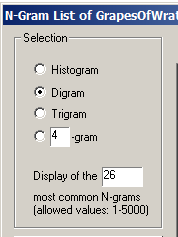 N-Gram List of GrapesOfWrat
Selection
Histogram
Digram
Trigram
4 -gram
Display of the 26
most common N-grams
(allowed values: 1-5000)